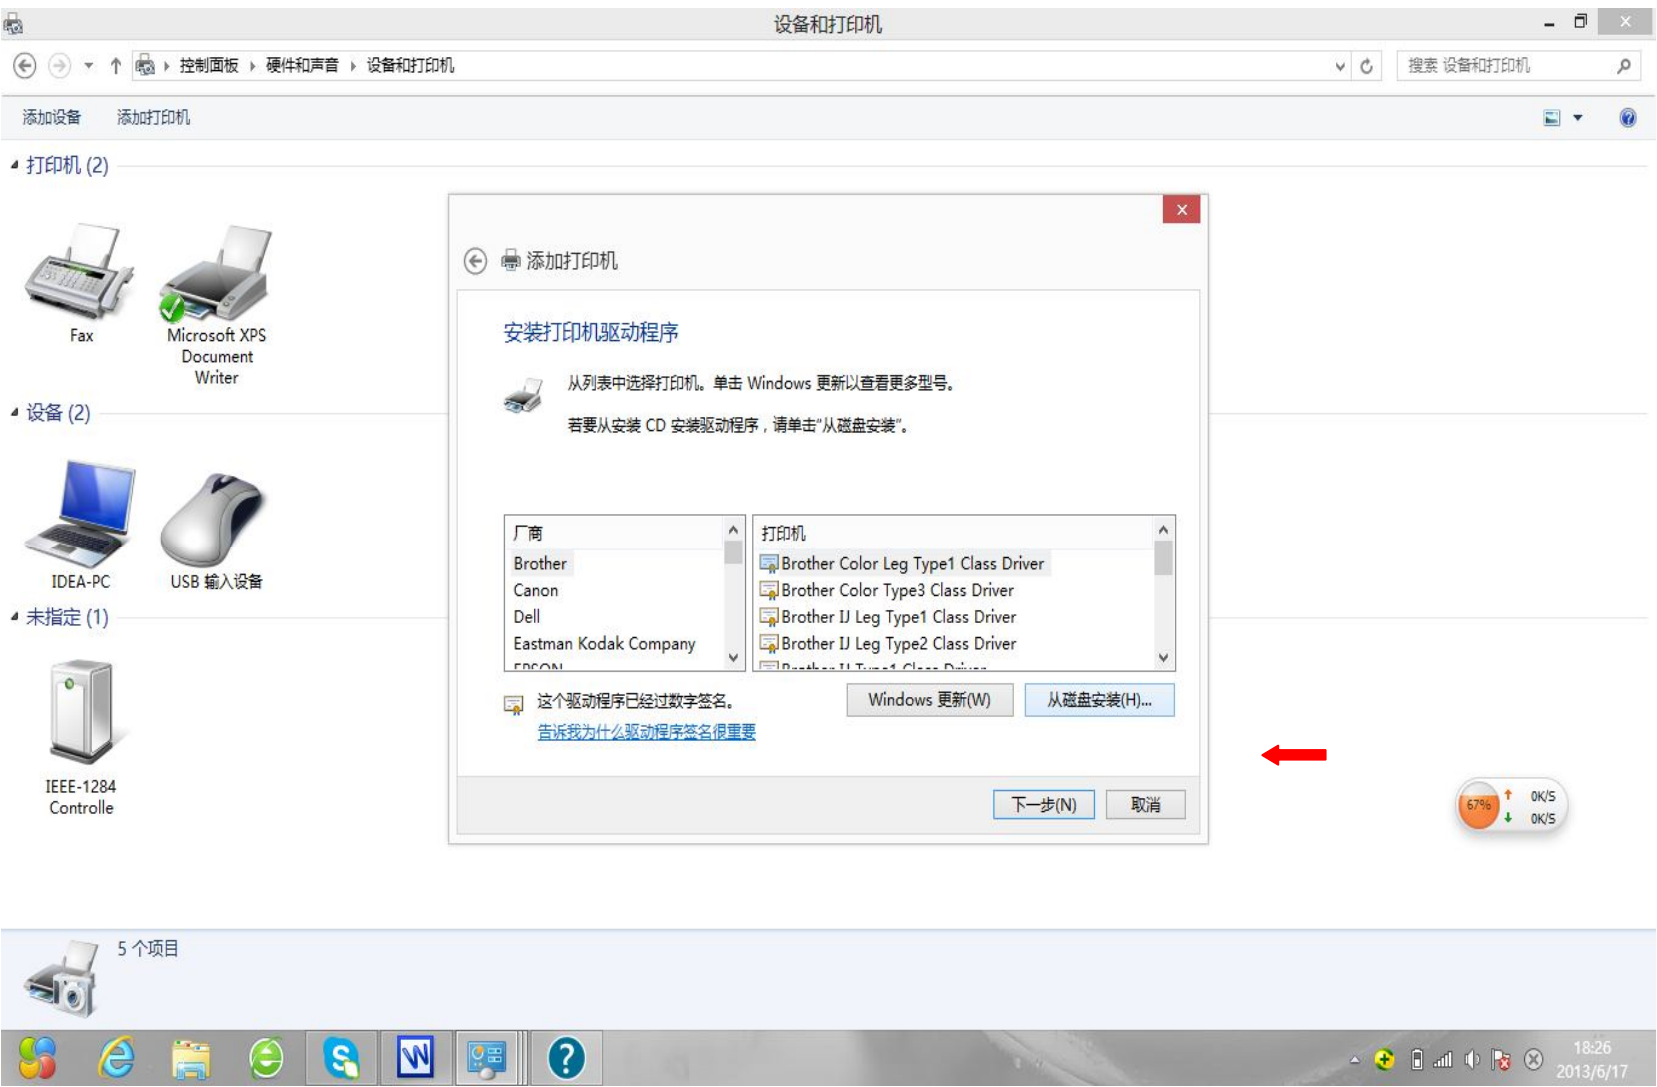 设备和打印机
控制面板 硬件和声音 设备和打印机
搜索 设备和打印机
添加设备 添加打印机
打印机 (2)
Fax
Microsoft XPS
Document
Writer
设备 (2)
IDEA-PC
USB 输入设备
未指定 (1)
IEEE-1284
Controlle
添加打印机
安装打印机驱动程序
从列表中选择打印机。单击 Windows 更新以查看更多型号。
若要从安装 CD 安装驱动程序，请单击“从磁盘安装”。
厂商
Brother
Canon
Dell
Eastman Kodak Company
EPSON
打印机
Brother Color Leg Type1 Class Driver
Brother Color Type3 Class Driver
Brother IJ Leg Type1 Class Driver
Brother IJ Leg Type2 Class Driver
Brother IJ Type1 Class Driver
这个驱动程序已经过数字签名。
告诉我为什么驱动程序签名很重要
Windows 更新(W)
从磁盘安装(H)...
下一步(N)
取消
67%
0K/S
0K/S
5 个项目
18:26
2013/6/17